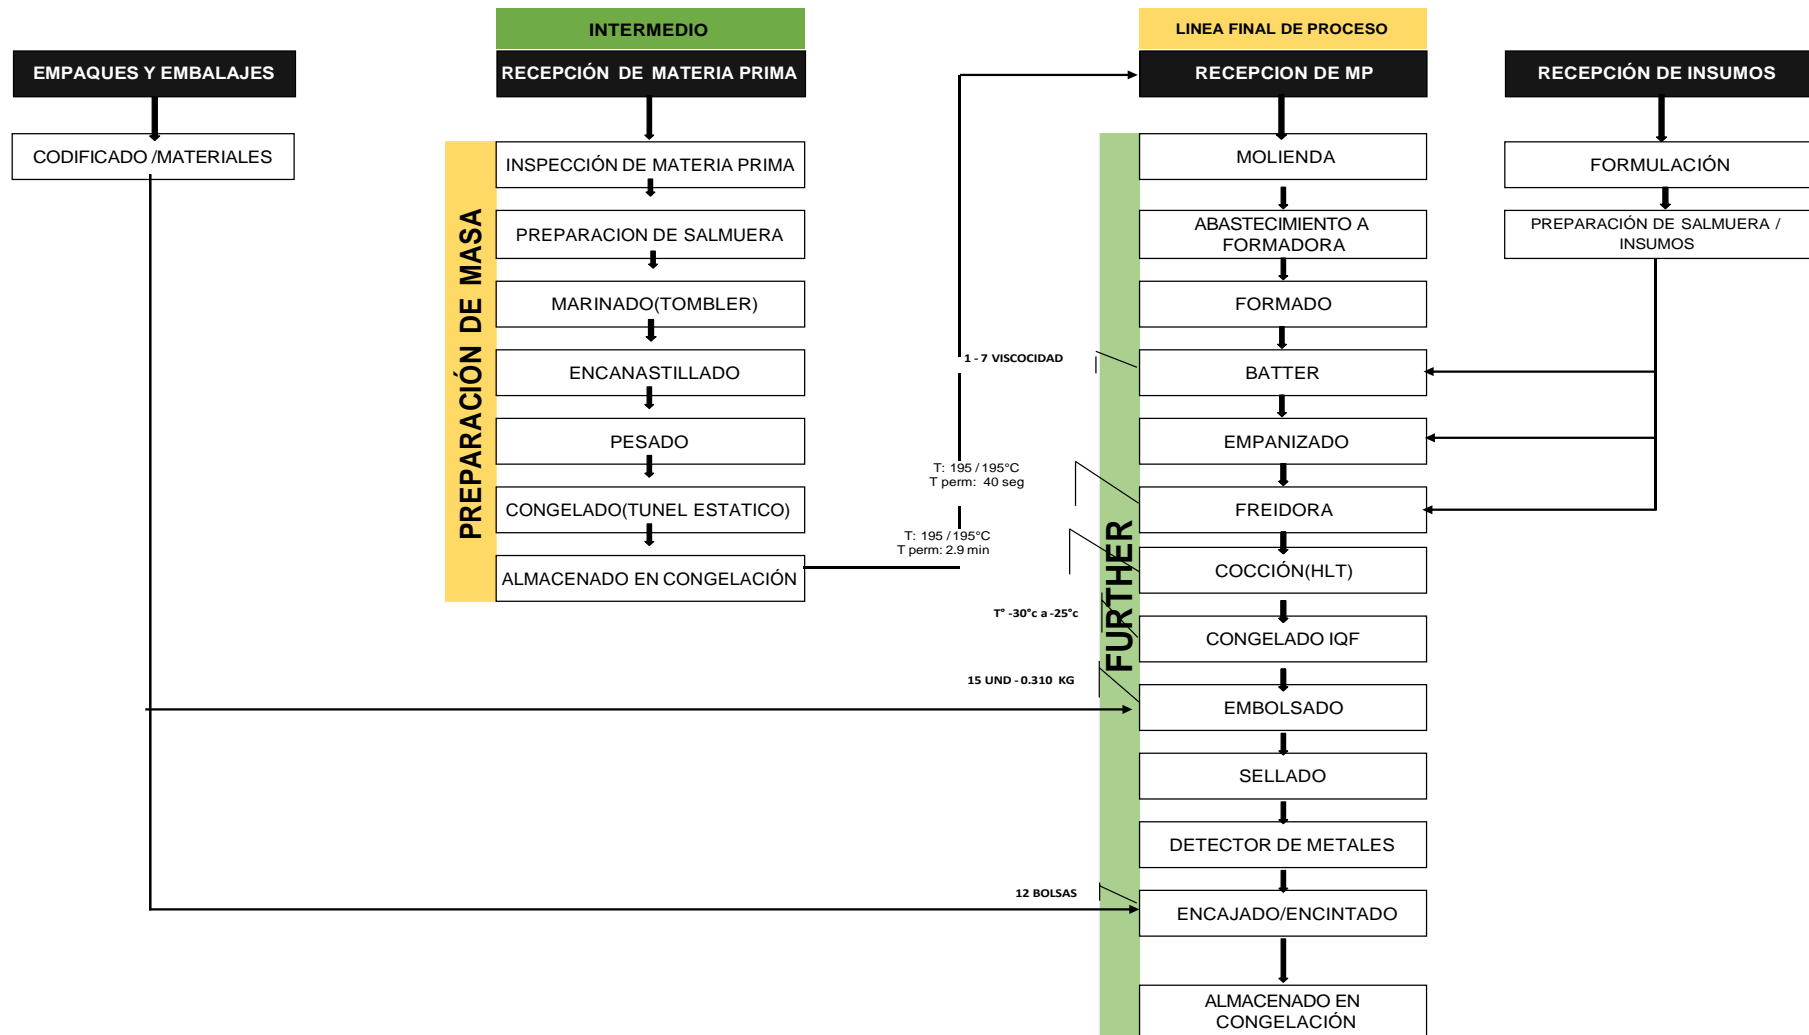 INTERMEDIO
LINEA FINAL DE PROCESO
EMPAQUES Y EMBALAJES
RECEPCIÓN DE MATERIA PRIMA
RECEPCION DE MP
RECEPCIÓN DE INSUMOS
CODIFICADO /MATERIALES
PREPARACIÓN DE MASA
INSPECCIÓN DE MATERIA PRIMA
PREPARACION DE SALMUERA
MARINADO(TOMBLER)
ENCANASTILLADO
PESADO
CONGELADO(TUNEL ESTATICO)
ALMACENADO EN CONGELACIÓN
FURTHER
MOLIENDA
ABASTECIMIENTO A
FORMADORA
FORMADO
1 - 7 VISCOCIDAD
BATTER
EMPANIZADO
T: 195 / 195°C
T perm: 40 seg
FREIDORA
T: 195 / 195°C
T perm: 2.9 min
COCCIÓN(HLT)
T° -30°c a -25°c
CONGELADO IQF
15 UND - 0.310 KG
EMBOLSADO
SELLADO
DETECTOR DE METALES
12 BOLSAS
ENCAJADO/ENCINTADO
ALMACENADO EN
CONGELACIÓN
FORMULACIÓN
PREPARACIÓN DE SALMUERA /
INSUMOS